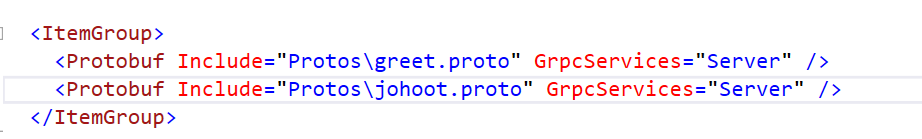 <ItemGroup>
<Protobuf Include="Protos\greet.proto" GrpcServices="Server" />
<Protobuf Include="Protos\johoot.proto" GrpcServices="Server" />
</ItemGroup>